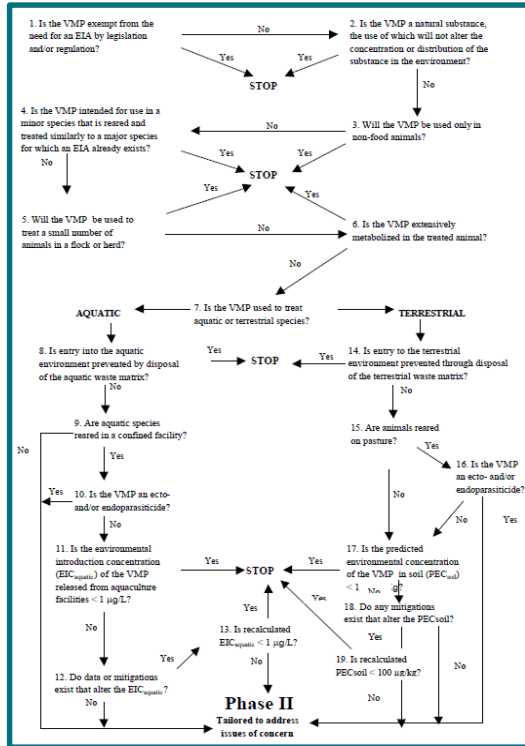 1. Is the VMP exempt from the
need for an EIA by legislation
and/or regulation?
No
2. Is the VMP a natural substance,
the use of which will not alter the
concentration or distribution of the
substance in the environment?
Yes
Yes
STOP
No
4. Is the VMP intended for use in a
minor species that is reared and
treated similarly to a major species
for which an EIA already exists?
No
3. Will the VMP be used only in
non-food animals?
Yes
Yes
No
STOP
Yes
Yes
5. Will the VMP be used to
treat a small number of
animals in a flock or herd?
No
6. Is the VMP extensively
metabolized in the treated animal?
No
7. Is the VMP used to treat
aquatic or terrestrial species?
AQUATIC
TERRESTRIAL
8. Is entry into the aquatic
environment prevented by disposal
of the aquatic waste matrix?
Yes
STOP
Yes
14. Is entry to the terrestrial
environment prevented through disposal
of the terrestrial waste matrix?
No
No
9. Are aquatic species
reared in a confined facility?
15. Are animals reared
on pasture?
Yes
No
Yes
No
16. Is the VMP
an ecto- and/or
endoparasiticide?
Yes
10. Is the VMP an ecto-
and/or endoparasiticide?
No
No
Yes
11. Is the environmental
introduction concentration
(EICaquatic) of the VMP
released from aquaculture
facilities < 1 µg/L?
Yes
STOP
Yes
17. Is the predicted
environmental concentration
of the VMP in soil (PECsoil)
< 1
No
g?
Yes
Yes
No
13. Is recalculated
EICaquatic < 1 µg/L?
18. Do any mitigations
exist that alter the PECsoil?
Yes
Yes
No
No
12. Do data or mitigations
exist that alter the EICaquatic?
19. Is recalculated
PECsoil < 100 µg/kg?
No
No
Phase II
Tailored to address
issues of concern